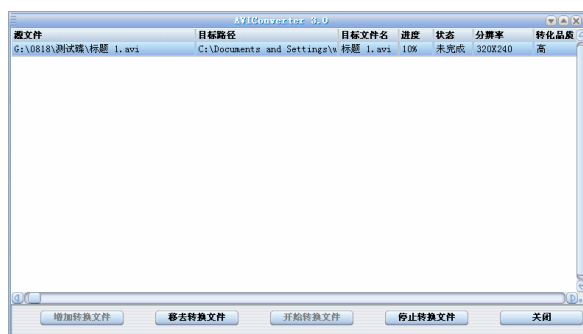 AVIConverter 3.0
源文件 目标路径 目标文件名 进度 状态 分辨率 转化品质
G:\0818\测试碟\标题 1.avi C:\Documents and Settings\w 标题 1.avi 10% 未完成 320X240 高
增加转换文件 移去转换文件 开始转换文件 停止转换文件 关闭